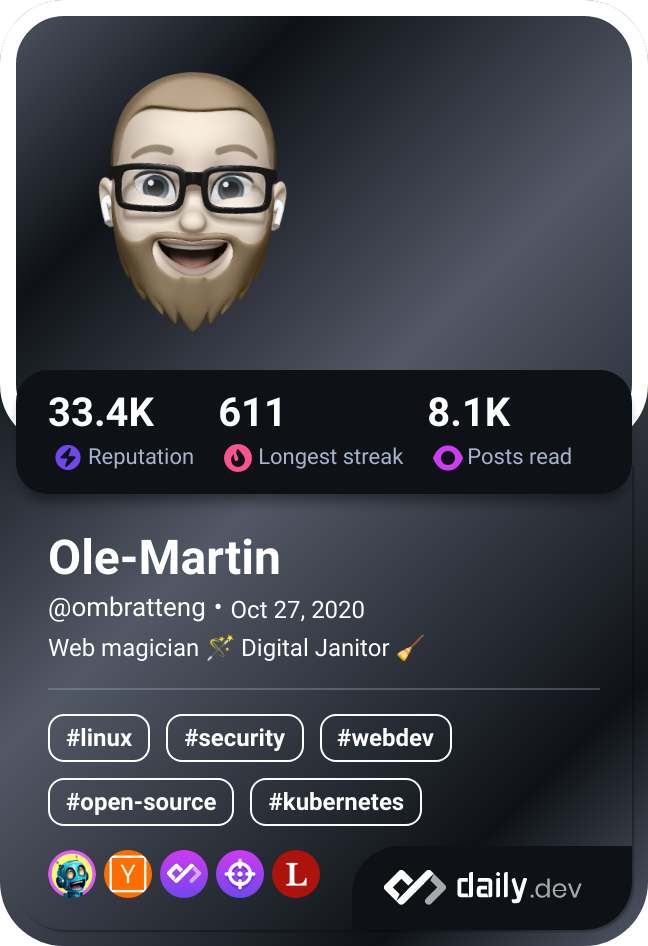 33.4K 611 8.1K
Reputation Longest streak Posts read
Ole-Martin
@ombratteng • Oct 27, 2020
Web magician 🪄 Digital Janitor 🧹
#linux #security #webdev
#open-source #kubernetes
Y L daily.dev